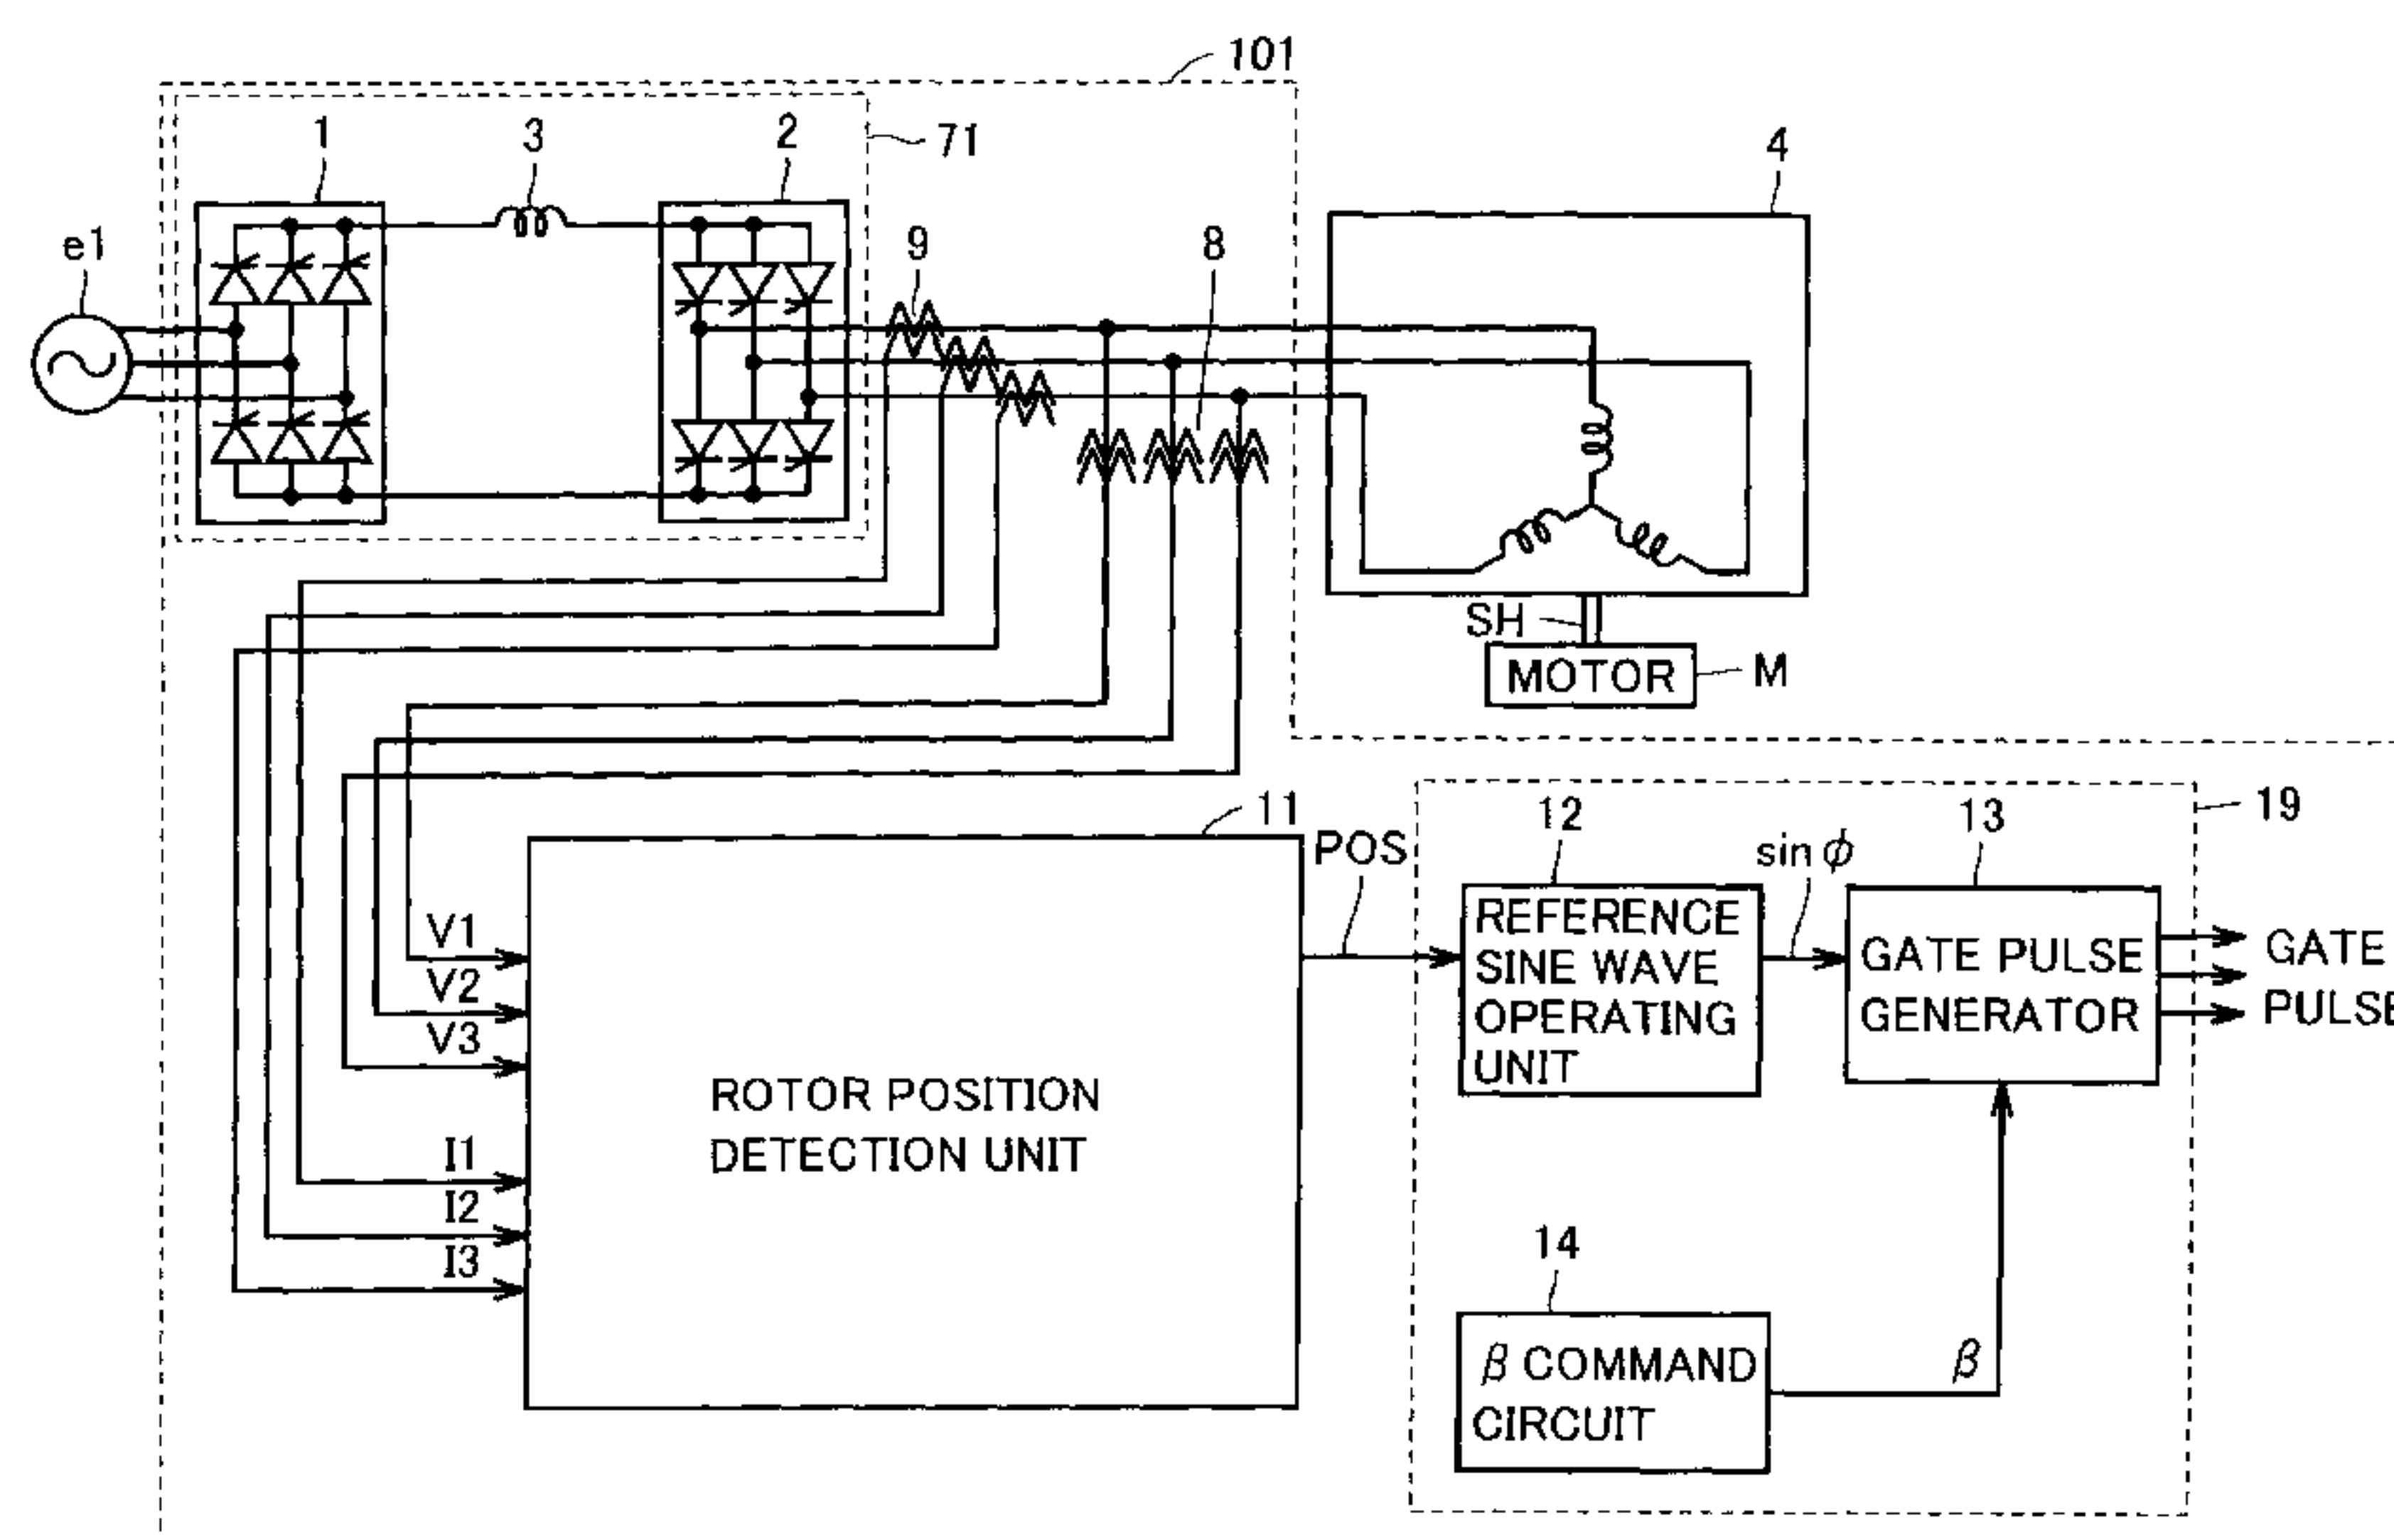 101
1
3
2
71
4
e1
9
8
SH
MOTOR
M
11
POS
12
sin φ
13
19
V1
V2
V3
REFERENCE
SINE WAVE
OPERATING
UNIT
GATE PULSE
GENERATOR
GATE
PULSE
ROTOR POSITION
DETECTION UNIT
I1
I2
I3
14
β COMMAND
CIRCUIT
β